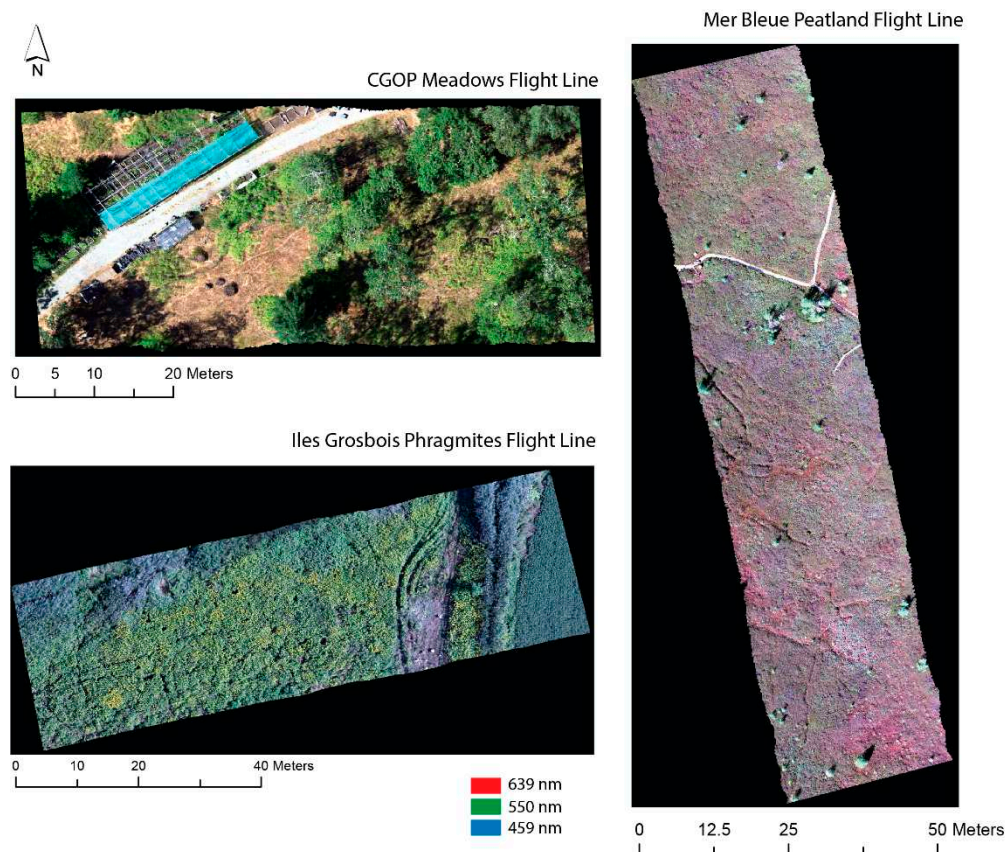 Mer Bleue Peatland Flight Line
N
CGOP Meadows Flight Line
0 5 10 20 Meters
Iles Grosbois Phragmites Flight Line
0 10 20 40 Meters
639 nm
550 nm
459 nm
0 12.5 25 50 Meters